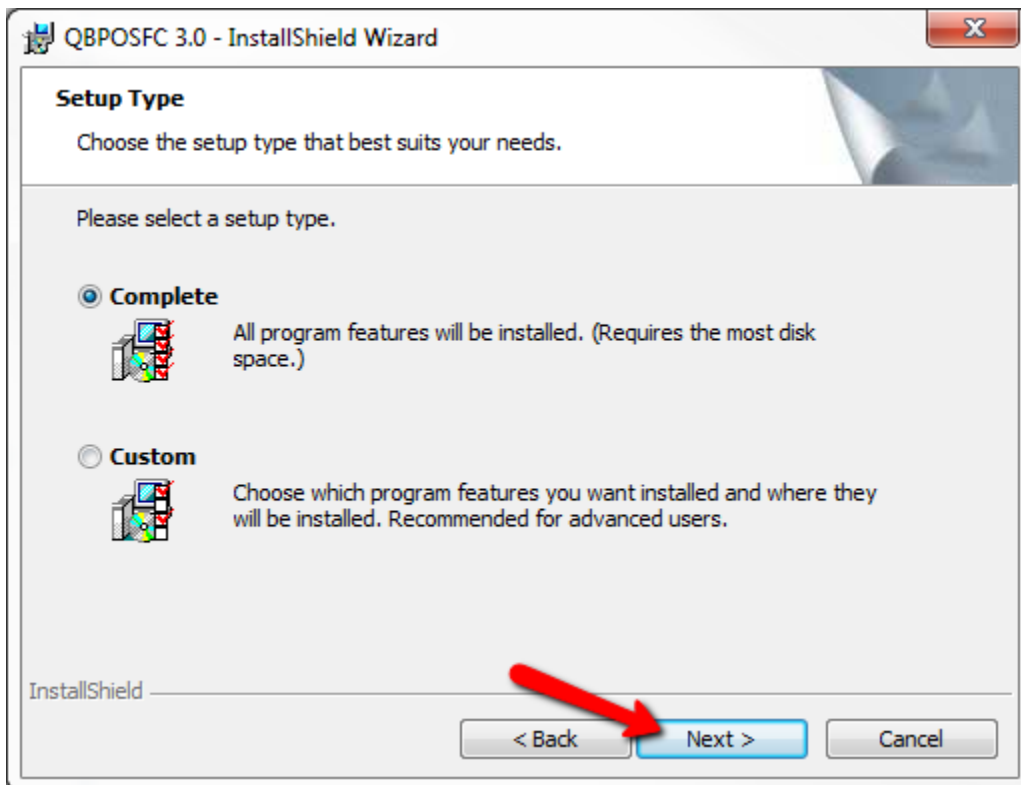 QBPOSFC 3.0 - InstallShield Wizard
Setup Type
Choose the setup type that best suits your needs.
Please select a setup type.
Complete
All program features will be installed. (Requires the most disk
space.)
Custom
Choose which program features you want installed and where they
will be installed. Recommended for advanced users.
InstallShield
< Back
Next >
Cancel